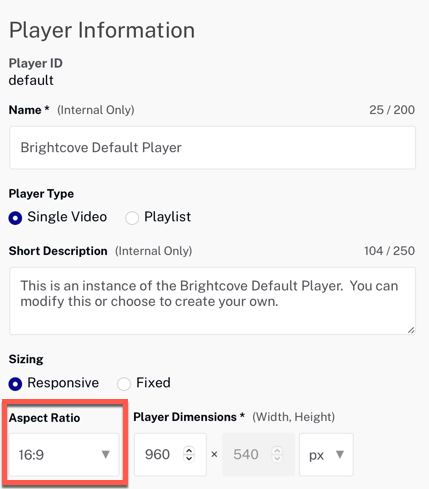 Player Information
Player ID
default
Name * (Internal Only) 25 / 200
Brightcove Default Player
Player Type
Single Video Playlist
Short Description (Internal Only) 104 / 250
This is an instance of the Brightcove Default Player. You can
modify this or choose to create your own.
Sizing
Responsive Fixed
Aspect Ratio Player Dimensions * (Width, Height)
16:9 960 × 540 px